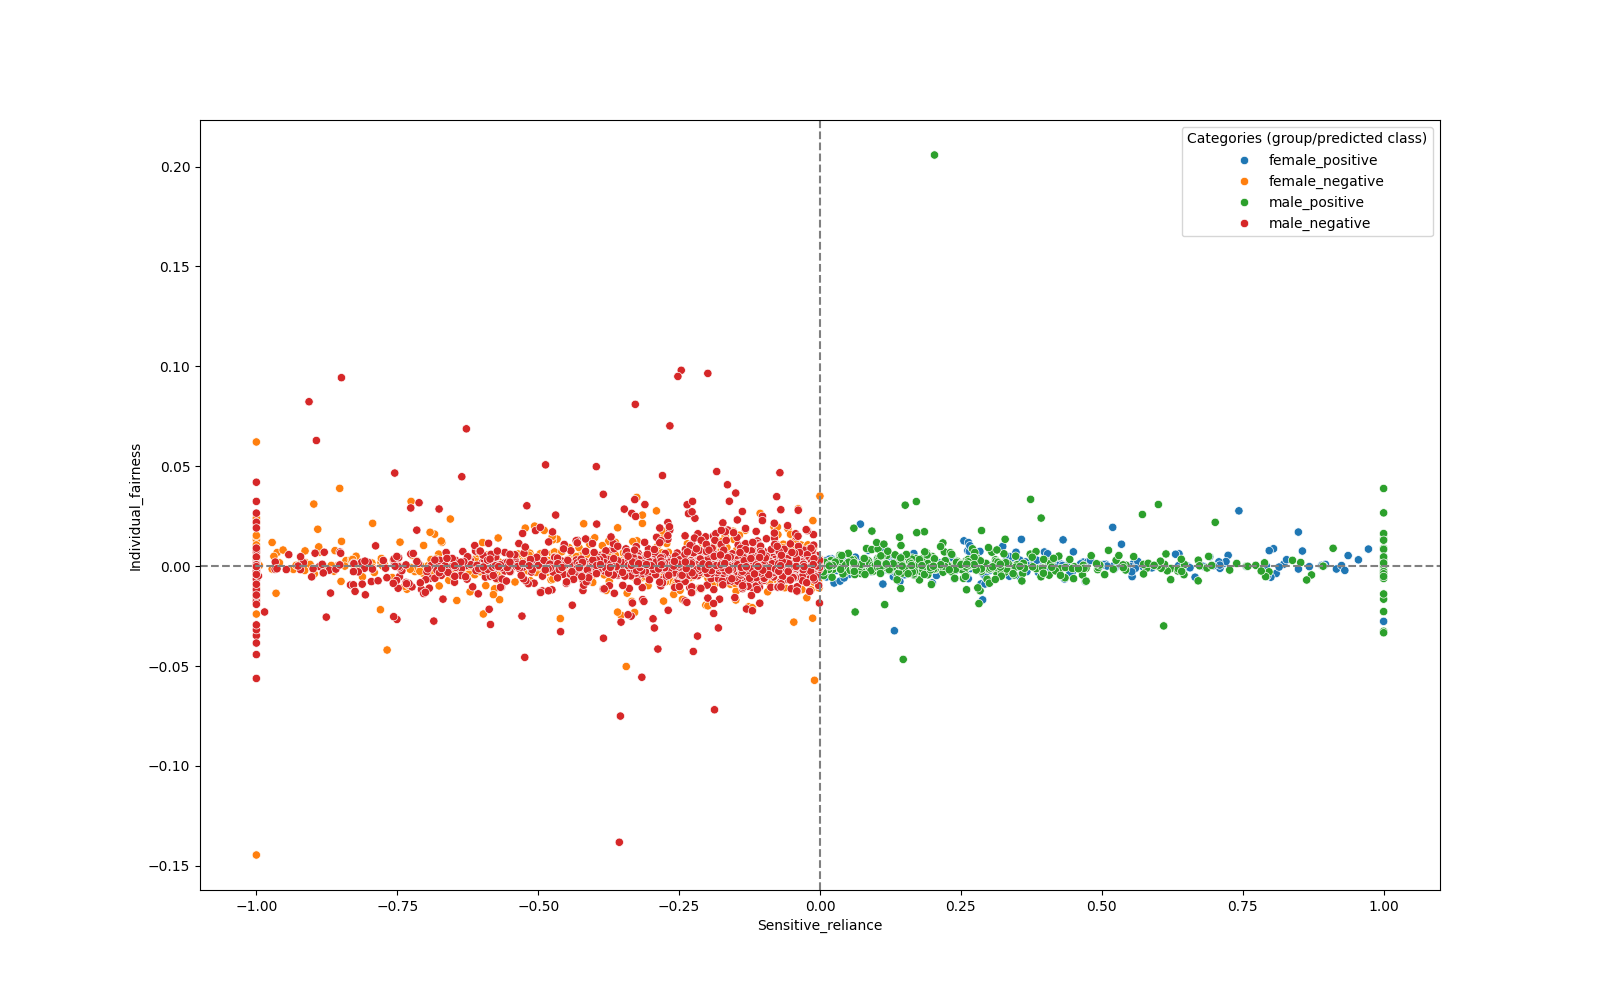 Categories (group/predicted class)
female_positive
female_negative
male_positive
male_negative
0.20
0.15
0.10
0.05
0.00
−0.05
−0.10
−0.15
Individual_fairness
−1.00 −0.75 −0.50 −0.25 0.00 0.25 0.50 0.75 1.00
Sensitive_reliance